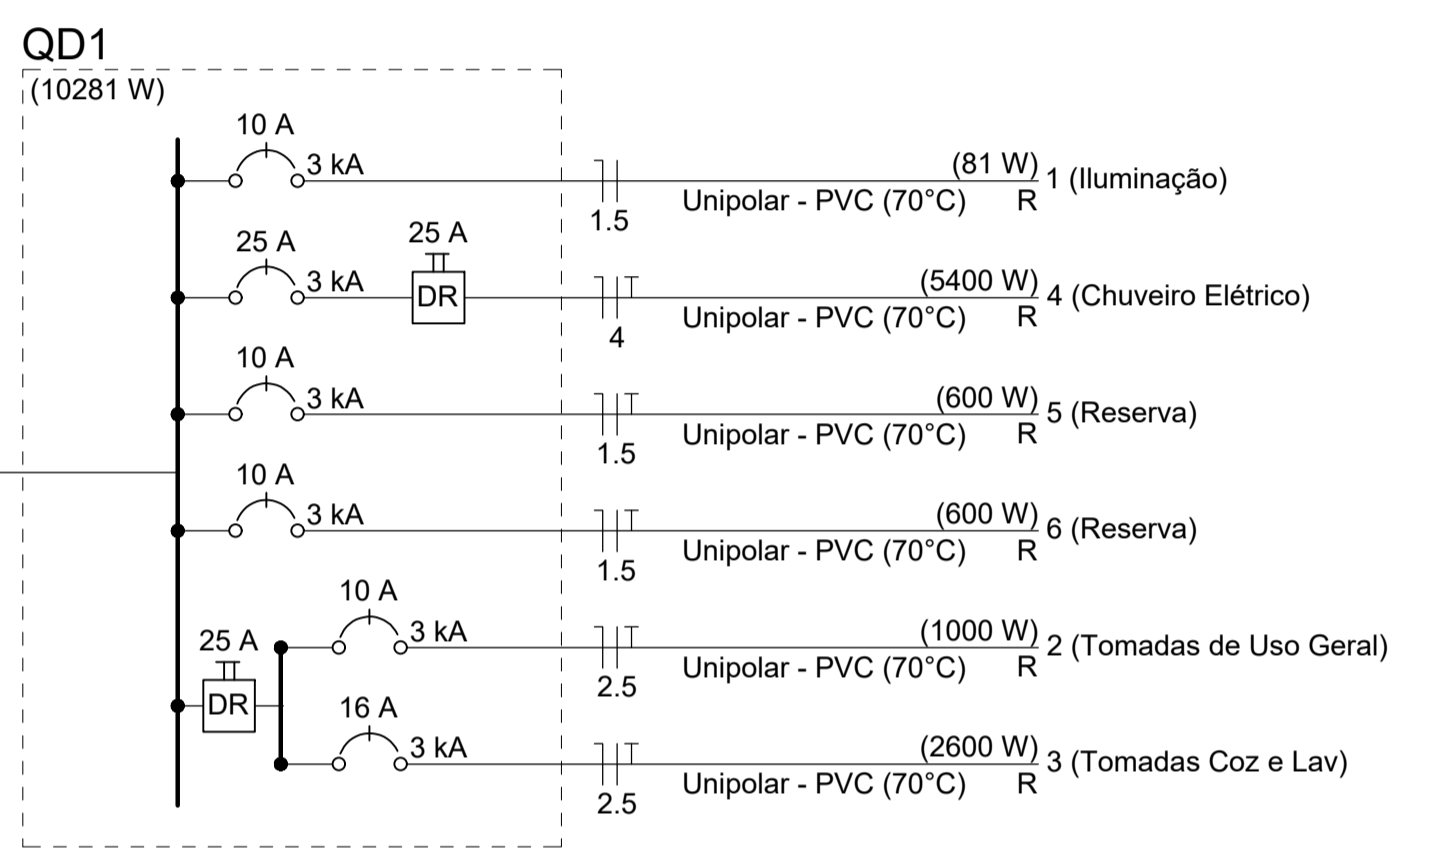 QD1
(10281 W)
10 A
3 kA
1.5
Unipolar - PVC (70°C)
(81 W)
R
1 (Iluminação)
25 A
3 kA
25 A
DR
4
Unipolar - PVC (70°C)
(5400 W)
R
4 (Chuveiro Elétrico)
10 A
3 kA
1.5
Unipolar - PVC (70°C)
(600 W)
R
5 (Reserva)
10 A
3 kA
1.5
Unipolar - PVC (70°C)
(600 W)
R
6 (Reserva)
25 A
DR
10 A
3 kA
2.5
Unipolar - PVC (70°C)
(1000 W)
R
2 (Tomadas de Uso Geral)
16 A
3 kA
2.5
Unipolar - PVC (70°C)
(2600 W)
R
3 (Tomadas Coz e Lav)